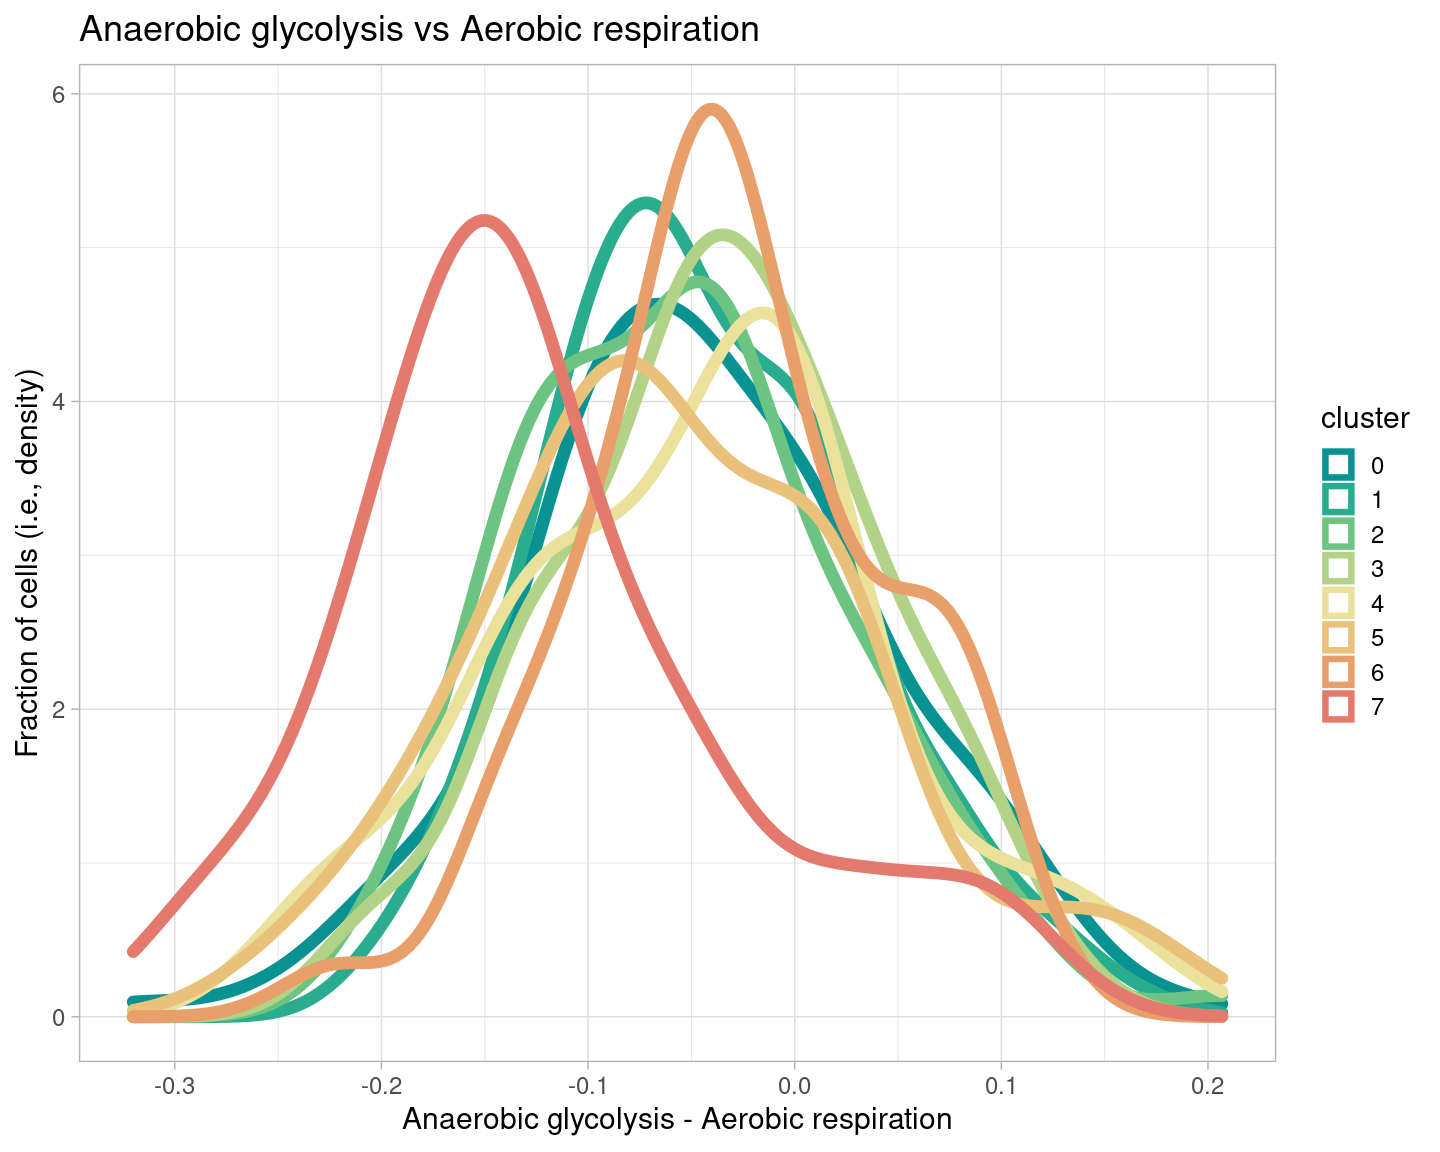 Anaerobic glycolysis vs Aerobic respiration
Fraction of cells (i.e., density)
6
4
2
0
-0.3 -0.2 -0.1 0.0 0.1 0.2
Anaerobic glycolysis - Aerobic respiration
cluster
0
1
2
3
4
5
6
7